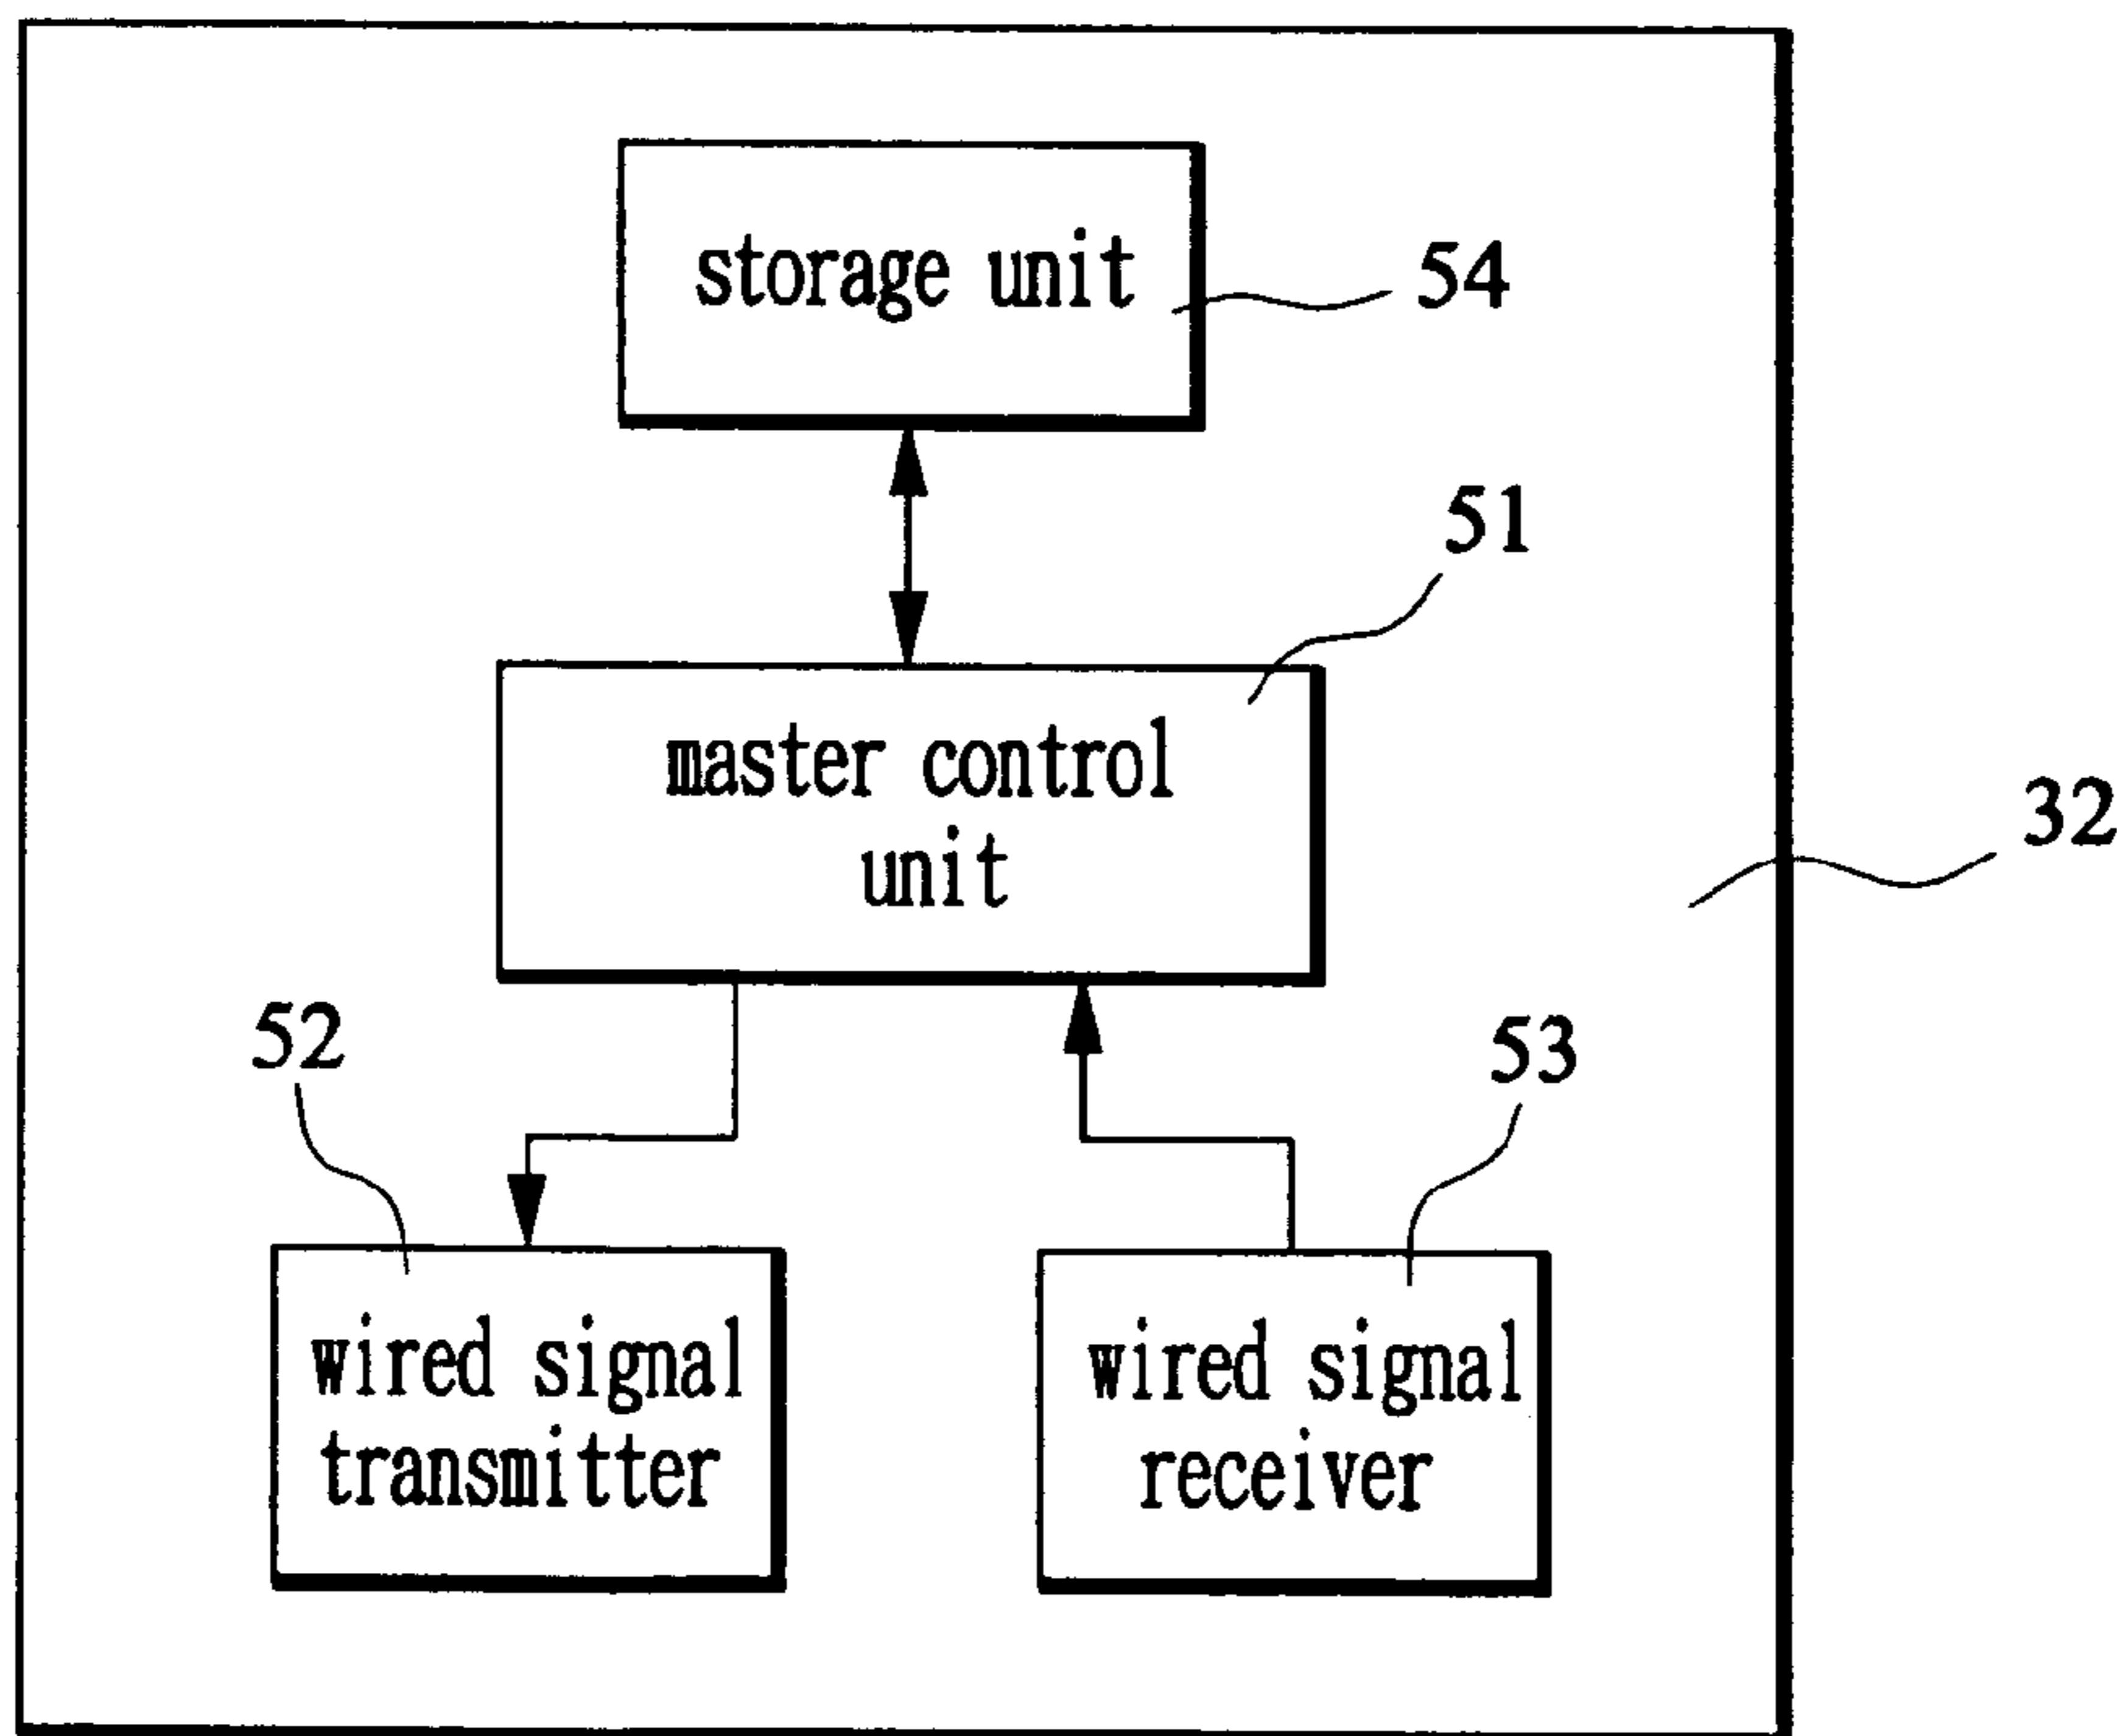 storage unit
54
51
master control
unit
32
52
53
wired signal
transmitter
wired signal
receiver